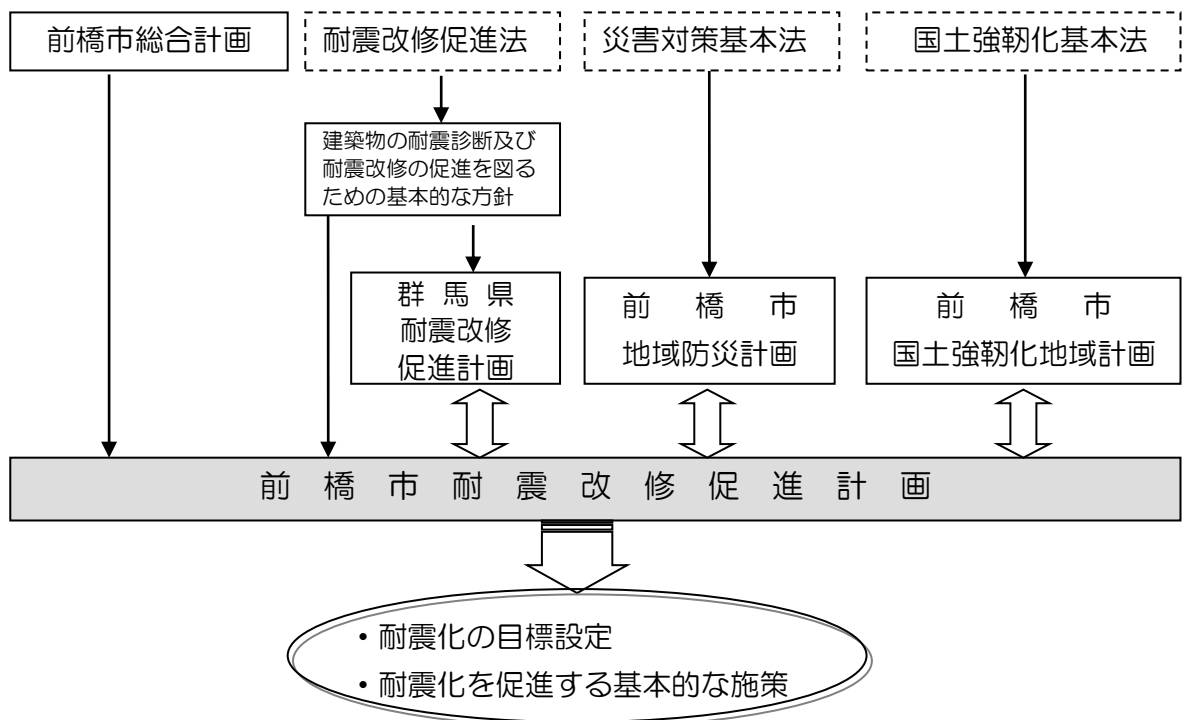 前橋市総合計画
耐震改修促進法
災害対策基本法
国土強靭化基本法
建築物の耐震診断及び
耐震改修の促進を図る
ための基本的な方針
群馬県
耐震改修
促進計画
前橋市
地域防災計画
前橋市
国土強靭化地域計画
前橋市耐震改修促進計画
・耐震化の目標設定
・耐震化を促進する基本的な施策